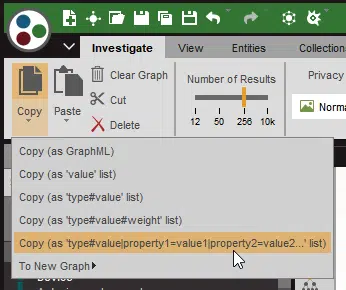 Investigate View Entities Collection
Copy
Paste
Clear Graph
Cut
Delete
Number of Results
12 50 256 10k
Privacy
Norma
Copy (as GraphML)
Copy (as 'value' list)
Copy (as 'type#value' list)
Copy (as 'type#value#weight' list)
Copy (as 'type#value|property1=value1|property2=value2...' list)
To New Graph